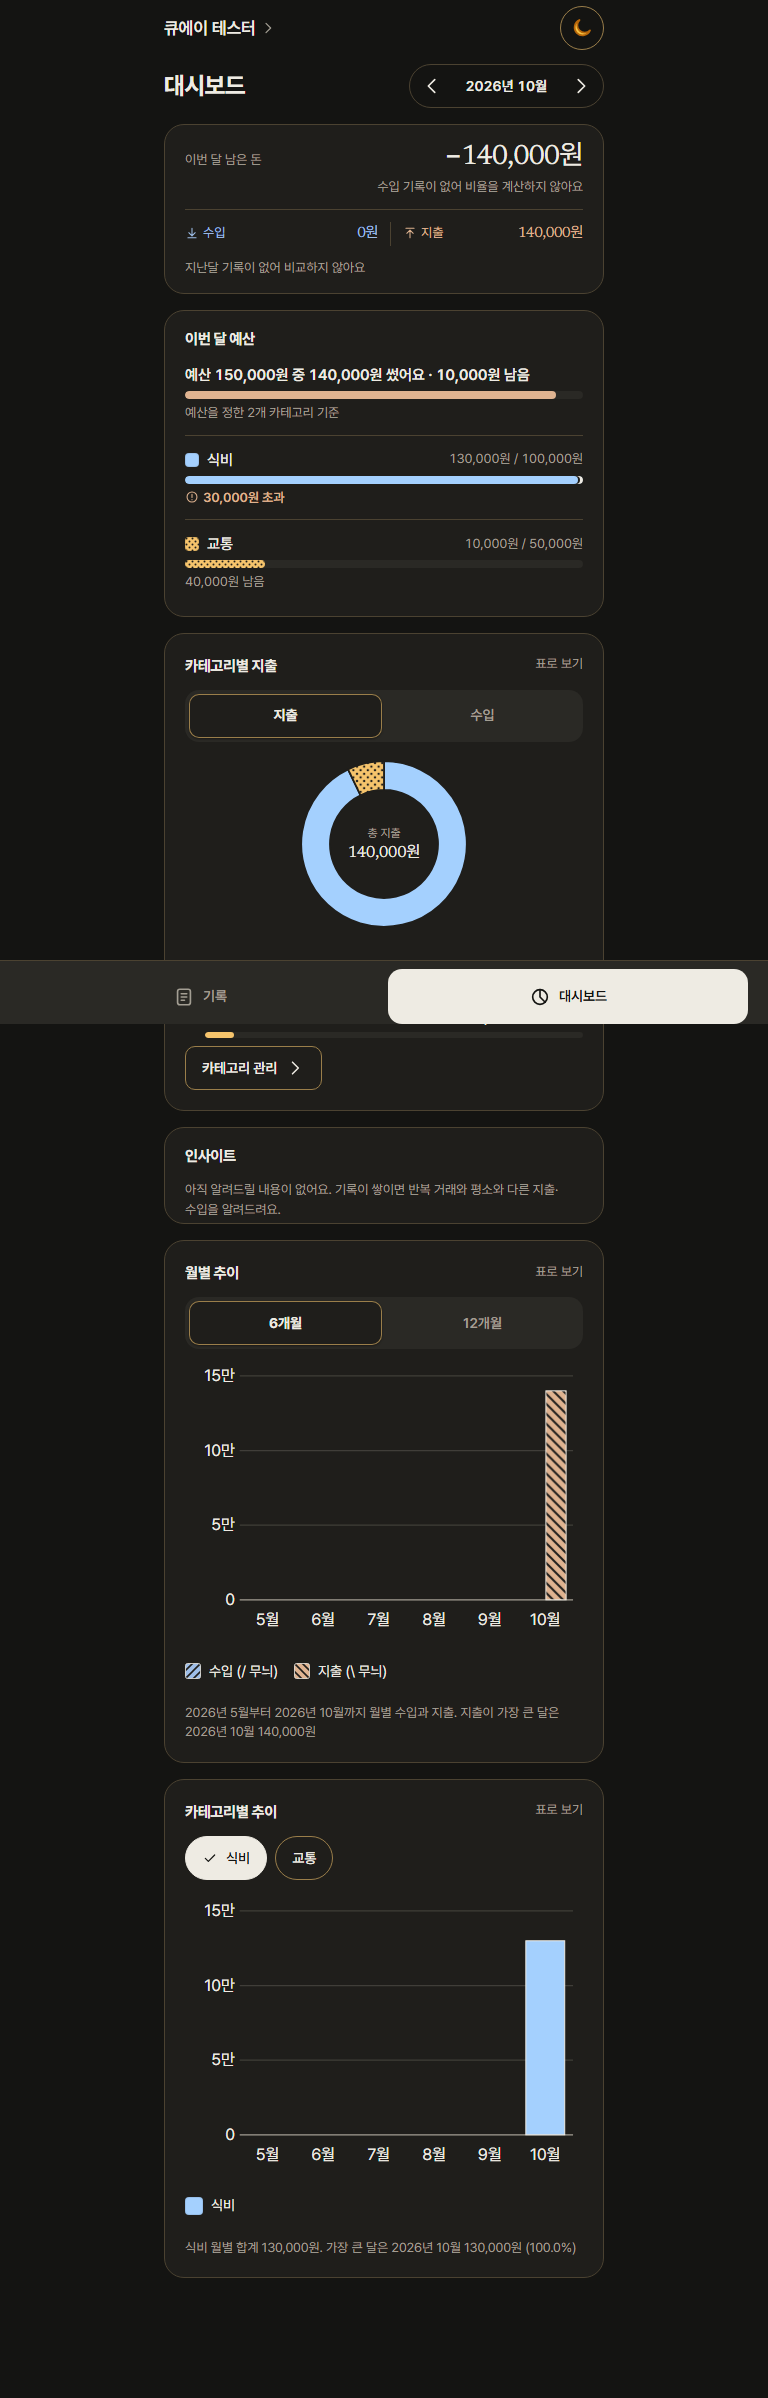 큐에이 테스터
대시보드
2026년 10월
이번 달 남은 돈
−140,000원
수입 기록이 없어 비율을 계산하지 않아요
수입
0원
지출
140,000원
지난달 기록이 없어 비교하지 않아요
이번 달 예산
예산 150,000원 중 140,000원 썼어요 · 10,000원 남음
예산을 정한 2개 카테고리 기준
식비
130,000원 / 100,000원
30,000원 초과
교통
10,000원 / 50,000원
40,000원 남음
카테고리별 지출
표로 보기
지출
수입
총 지출
140,000원
기록
대시보드
카테고리 관리
인사이트
아직 알려드릴 내용이 없어요. 기록이 쌓이면 반복 거래와 평소와 다른 지출·
수입을 알려드려요.
월별 추이
표로 보기
6개월
12개월
15만
10만
5만
0
5월
6월
7월
8월
9월
10월
수입 (/ 무늬)
지출 (\ 무늬)
2026년 5월부터 2026년 10월까지 월별 수입과 지출. 지출이 가장 큰 달은
2026년 10월 140,000원
카테고리별 추이
표로 보기
식비
교통
15만
10만
5만
0
5월
6월
7월
8월
9월
10월
식비
식비 월별 합계 130,000원. 가장 큰 달은 2026년 10월 130,000원 (100.0%)